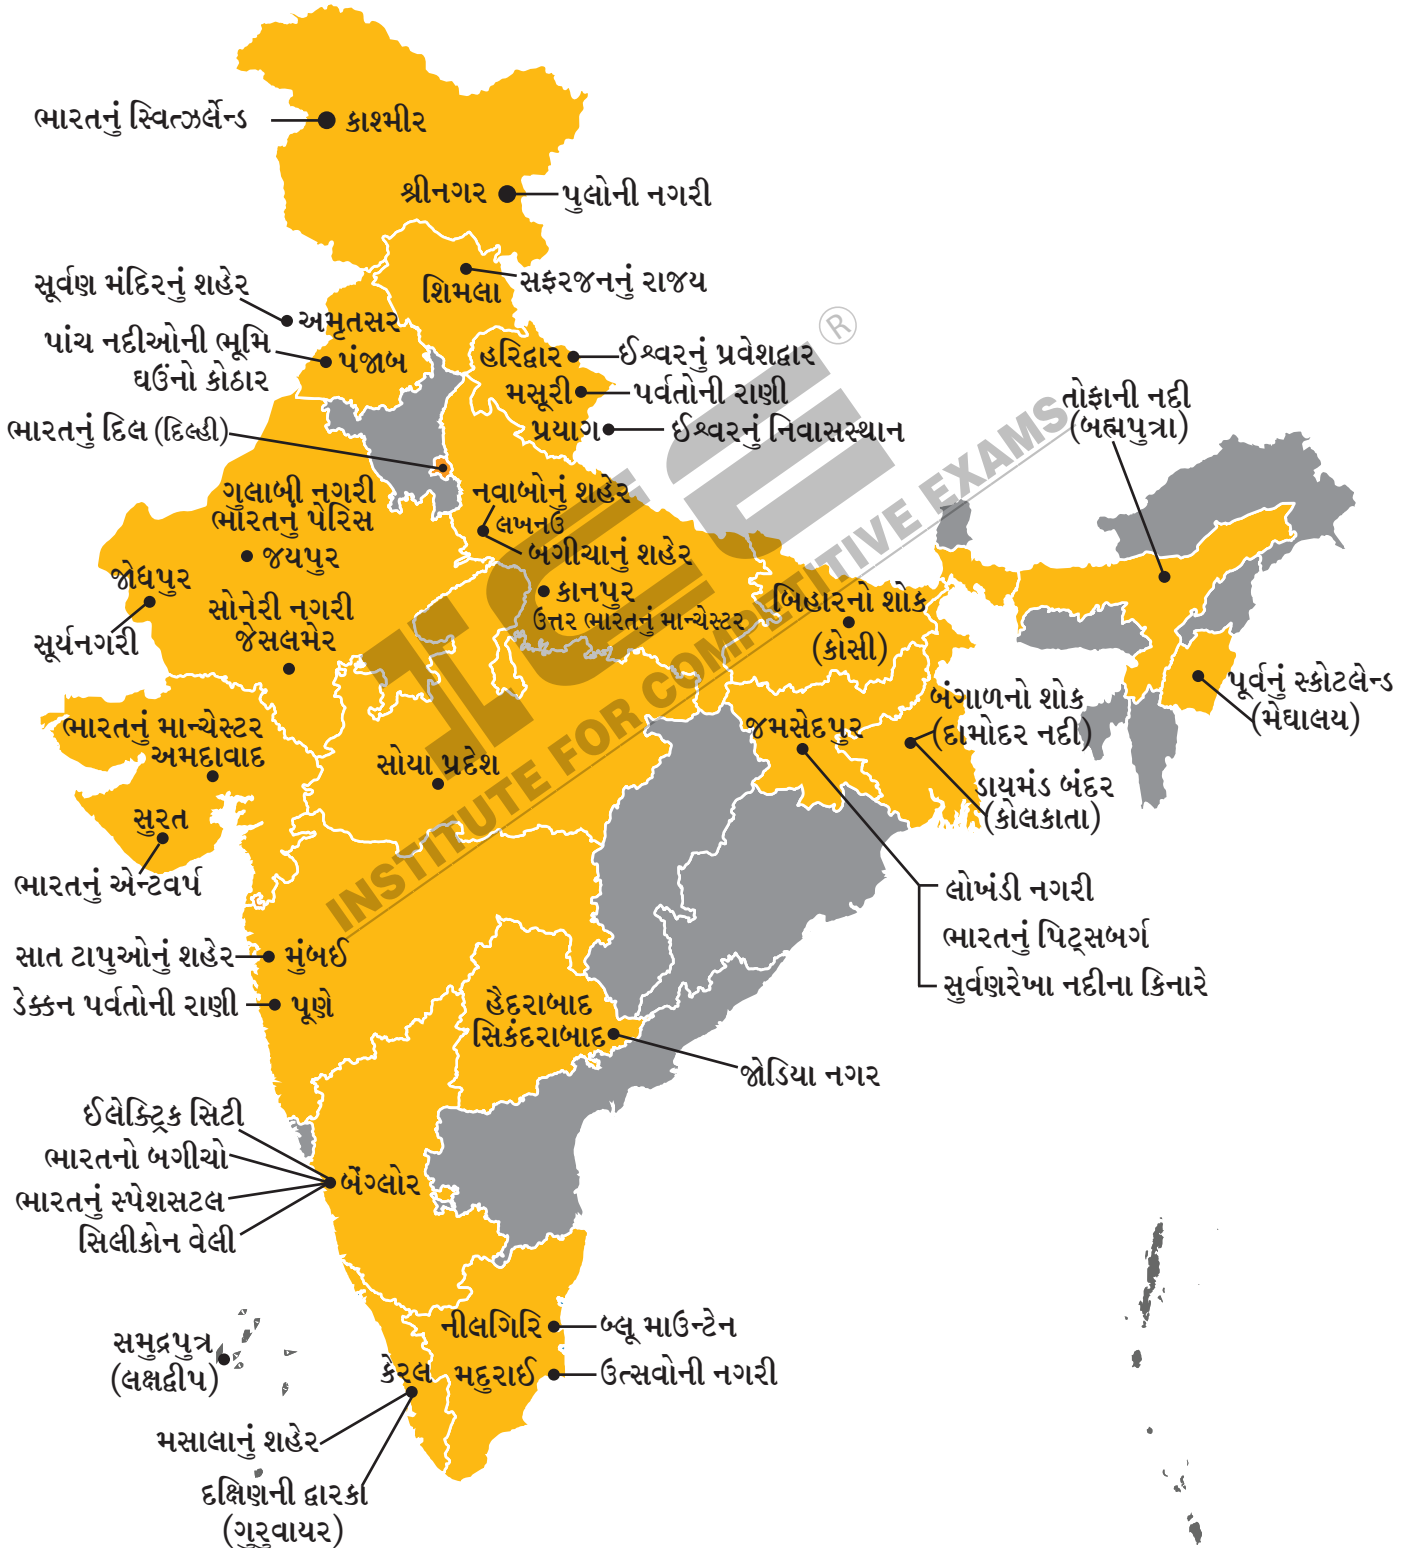 ભારતનું સ્વિત્ઝર્લેન્ડ
કાશ્મીર
શ્રીનગર
પુલોની નગરી
સૂર્વણ મંદિરનું શહેર
શિમલા
સફરજનનું રાજય
અમૃતસર
પાંચ નદીઓની ભૂમિ
ઘઉંનો કોઠાર
પંજાબ
હરિદ્વાર
ઈશ્વરનું પ્રવેશદ્વાર
મસૂરી
પર્વતોની રાણી
પ્રયાગ
ઈશ્વરનું નિવાસસ્થાન
®
તોફાની નદી
(બહ્મપુત્રા)
ભારતનું દિલ (દિલ્હી)
ગુલાબી નગરી
ભારતનું પેરિસ
જયપુર
નવાબોનું શહેર
લખનઉ
બગીચાનું શહેર
કાનપુર
ઉત્તર ભારતનું માન્ચેસ્ટર
જોધપુર
સૂર્યનગરી
સોનેરી નગરી
જેસલમેર
બિહારનો શોક
(કોસી)
પૂર્વનું સ્કોટલેન્ડ
(મેઘાલય)
બંગાળનો શોક
(દામોદર નદી)
જમસેદપુર
ડાયમંડ બંદર
(કોલકાતા)
ભારતનું માન્ચેસ્ટર
અમદાવાદ
સોયા પ્રદેશ
સુરત
ભારતનું એન્ટવર્પ
ICE
INSTITUTE FOR COMPETITIVE EXAMS
લોખંડી નગરી
ભારતનું પિટ્સબર્ગ
સુર્વણરેખા નદીના કિનારે
સાત ટાપુઓનું શહેર
મુંબઈ
ડેક્કન પર્વતોની રાણી
પૂણે
હૈદરાબાદ
સિકંદરાબાદ
જોડિયા નગર
ઈલેક્ટ્રિક સિટી
ભારતનો બગીચો
ભારતનું સ્પેશસટલ
સિલીકોન વેલી
બેંગ્લોર
નીલગિરિ
બ્લૂ માઉન્ટેન
સમુદ્રપુત્ર
(લક્ષદ્વીપ)
કેરલ
મદુરાઈ
ઉત્સવોની નગરી
મસાલાનું શહેર
દક્ષિણની દ્વારકા
(ગુરુવાયર)